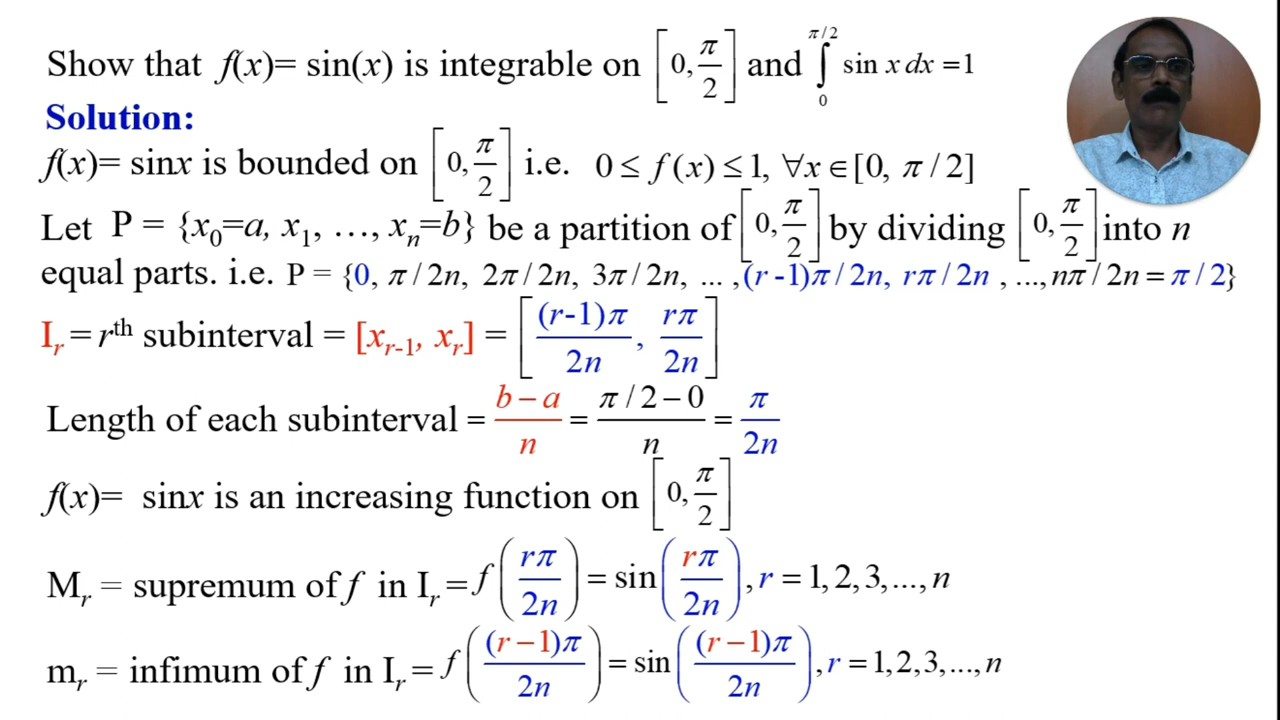 Show that f(x)= sin(x) is integrable on [0, π/2] and ∫₀^{π/2} sin x dx = 1
Solution:
f(x)= sinx is bounded on [0, π/2] i.e. 0 ≤ f(x) ≤ 1, ∀x ∈ [0, π / 2]
Let P = {x₀=a, x₁, …, xₙ=b} be a partition of [0, π/2] by dividing [0, π/2] into n
equal parts. i.e. P = {0, π / 2n, 2π / 2n, 3π / 2n, ... ,(r -1)π / 2n, rπ / 2n , ..., nπ / 2n = π / 2}
Iᵣ = rᵗʰ subinterval = [xᵣ₋₁, xᵣ] = [(r-1)π/2n, rπ/2n]
Length of each subinterval = (b − a)/n = (π / 2 − 0)/n = π/2n
f(x)= sinx is an increasing function on [0, π/2]
Mᵣ = supremum of f in Iᵣ = f(rπ/2n) = sin(rπ/2n), r = 1, 2, 3, ..., n
mᵣ = infimum of f in Iᵣ = f((r − 1)π/2n) = sin((r − 1)π/2n), r = 1, 2, 3, ..., n